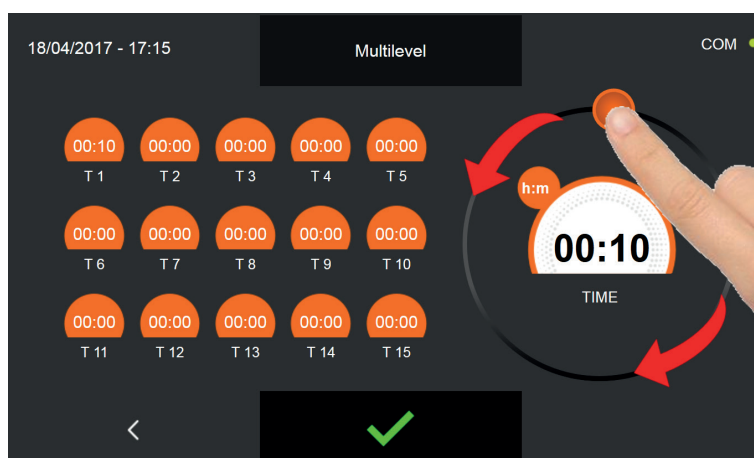 18/04/2017 - 17:15
Multilevel
COM
00:10 00:00 00:00 00:00 00:00
T 1 T 2 T 3 T 4 T 5
00:00 00:00 00:00 00:00 00:00
T 6 T 7 T 8 T 9 T 10
00:00 00:00 00:00 00:00 00:00
T 11 T 12 T 13 T 14 T 15
h:m
00:10
TIME